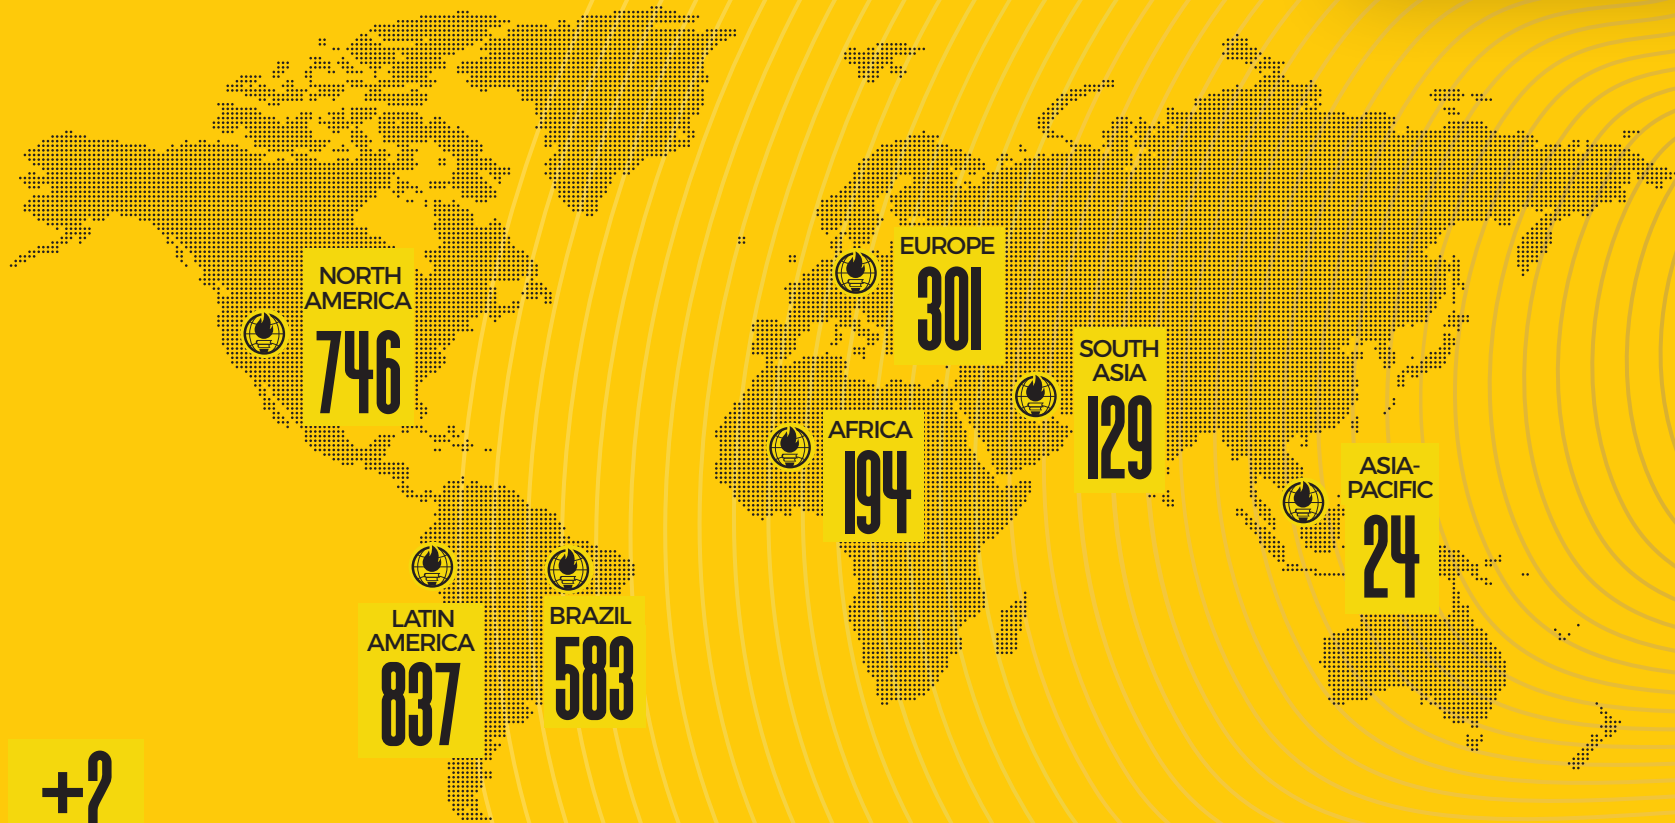 NORTH
AMERICA
746
EUROPE
301
SOUTH
ASIA
129
AFRICA
194
ASIA-
PACIFIC
24
LATIN
AMERICA
837
BRAZIL
583
+2